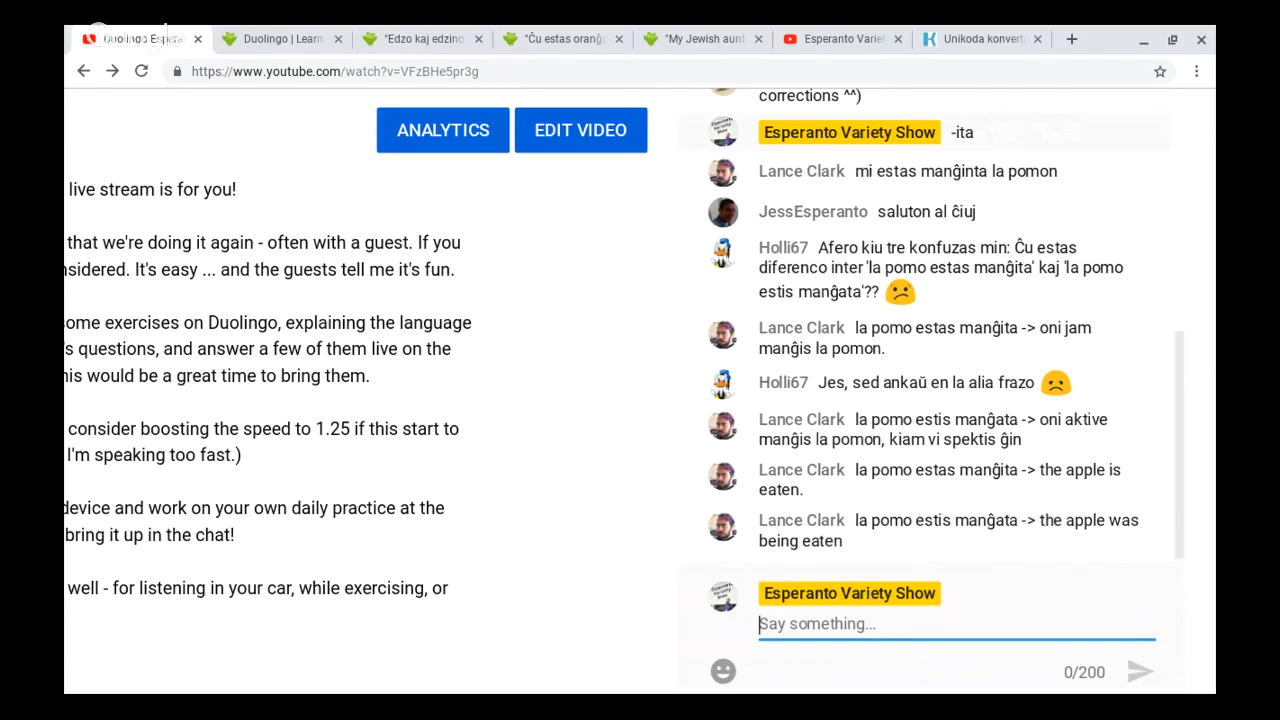 Duolingo Espera
Duolingo | Learn
"Edzo kaj edzino
"Ĉu estas oranĝ
"My Jewish aunt
Esperanto Variet
Unikoda konvert
https://www.youtube.com/watch?v=VFzBHe5pr3g
ANALYTICS
EDIT VIDEO
live stream is for you!
that we're doing it again - often with a guest. If you
nsidered. It's easy ... and the guests tell me it's fun.
some exercises on Duolingo, explaining the language
's questions, and answer a few of them live on the
his would be a great time to bring them.
consider boosting the speed to 1.25 if this start to
I'm speaking too fast.)
device and work on your own daily practice at the
bring it up in the chat!
well - for listening in your car, while exercising, or
corrections ^^)
Esperanto Variety Show -ita
Lance Clark mi estas manĝinta la pomon
JessEsperanto saluton al ĉiuj
Holli67 Afero kiu tre konfuzas min: Ĉu estas
diferenco inter 'la pomo estas manĝita' kaj 'la pomo
estis manĝata'??
Lance Clark la pomo estas manĝita -> oni jam
manĝis la pomon.
Holli67 Jes, sed ankaŭ en la alia frazo
Lance Clark la pomo estis manĝata -> oni aktive
manĝis la pomon, kiam vi spektis ĝin
Lance Clark la pomo estas manĝita -> the apple is
eaten.
Lance Clark la pomo estis manĝata -> the apple was
being eaten
Esperanto Variety Show
Say something...
0/200